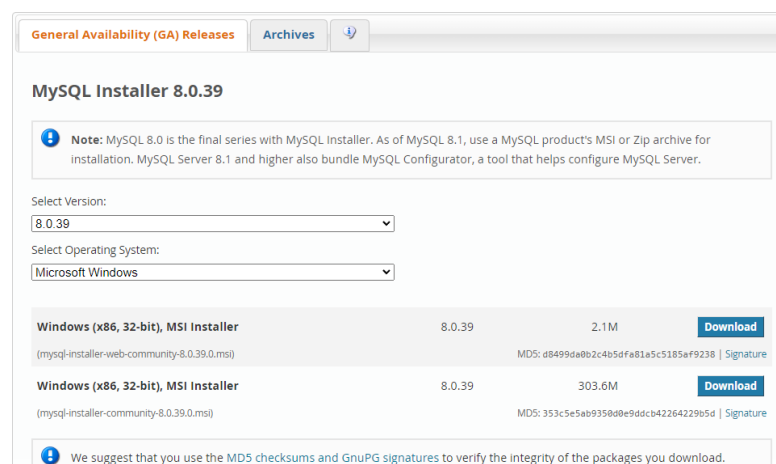 General Availability (GA) Releases
Archives
MySQL Installer 8.0.39
Note: MySQL 8.0 is the final series with MySQL Installer. As of MySQL 8.1, use a MySQL product's MSI or Zip archive for
installation. MySQL Server 8.1 and higher also bundle MySQL Configurator, a tool that helps configure MySQL Server.
Select Version:
8.0.39
Select Operating System:
Microsoft Windows
Windows (x86, 32-bit), MSI Installer 8.0.39 2.1M Download
(mysql-installer-web-community-8.0.39.0.msi) MD5: d8499da0b2c4b5dfa81a5c5185af9238 | Signature
Windows (x86, 32-bit), MSI Installer 8.0.39 303.6M Download
(mysql-installer-community-8.0.39.0.msi) MD5: 353c5e5ab9350d0e9ddcb42264229b5d | Signature
We suggest that you use the MD5 checksums and GnuPG signatures to verify the integrity of the packages you download.